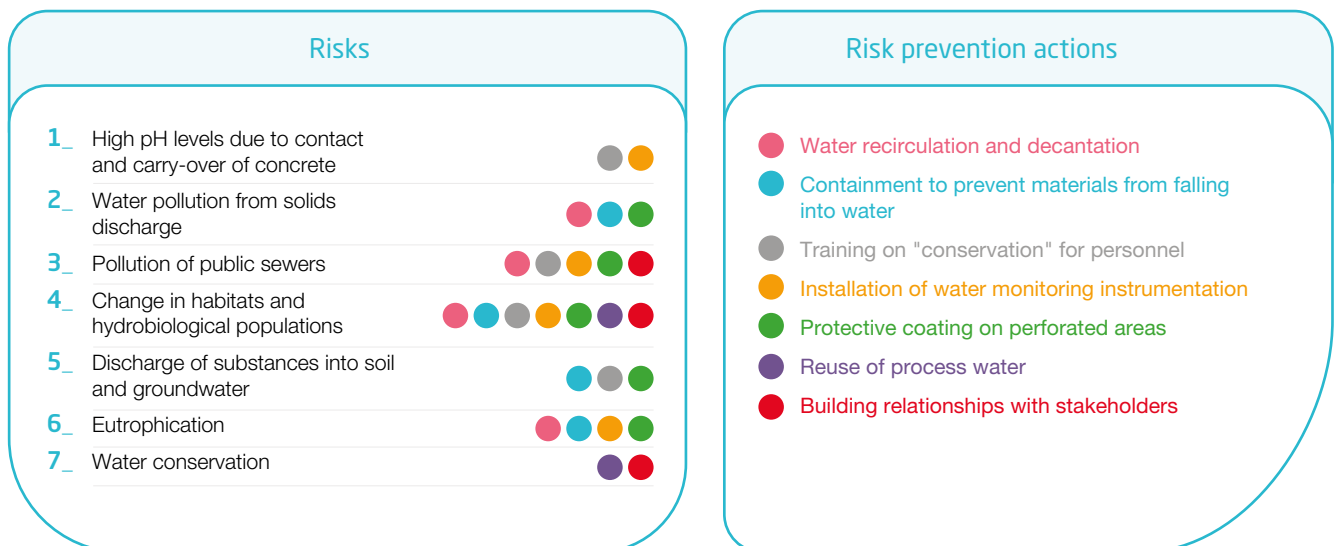 Risks
1_ High pH levels due to contact
and carry-over of concrete
2_ Water pollution from solids
discharge
3_ Pollution of public sewers
4_ Change in habitats and
hydrobiological populations
5_ Discharge of substances into soil
and groundwater
6_ Eutrophication
7_ Water conservation
Risk prevention actions
Water recirculation and decantation
Containment to prevent materials from falling
into water
Training on "conservation" for personnel
Installation of water monitoring instrumentation
Protective coating on perforated areas
Reuse of process water
Building relationships with stakeholders